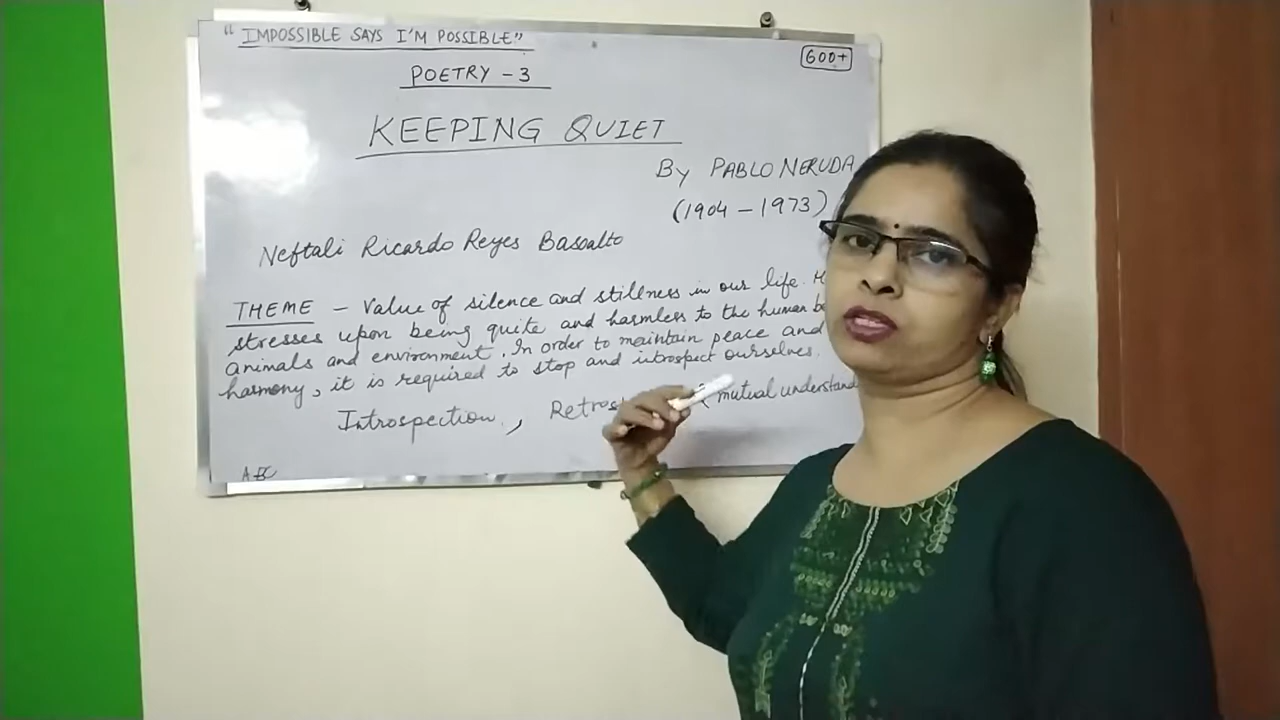 "IMPOSSIBLE SAYS I'M POSSIBLE"
600+
POETRY - 3
KEEPING QUIET
By PABLO NERUDA
(1904 - 1973)
Neftali Ricardo Reyes Basoalto
THEME - Value of silence and stillness in our life.
stresses upon being quite and harmless to the human
animals and environment. In order to maintain peace and
harmony, it is required to stop and introspect ourselves.
Introspection, mutual